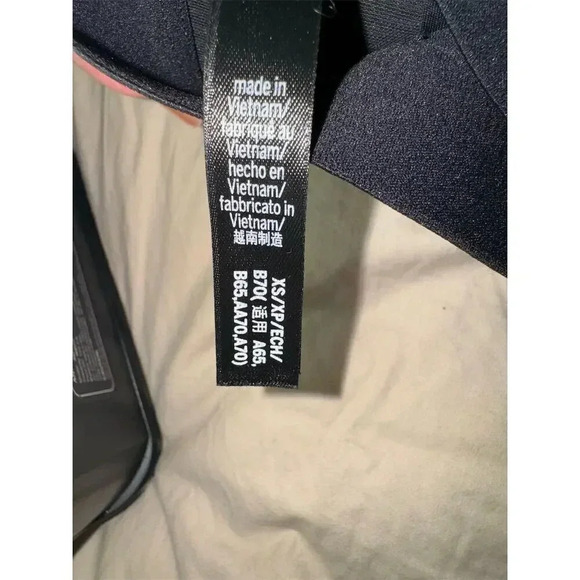 made in
Vietnam/
fabriqué au
Vietnam/
hecho en
Vietnam/
fabbricato in
Vietnam/
越南制造
XS/XP/ECH/
B70( 适用 A65,
B65,AA70,A70)